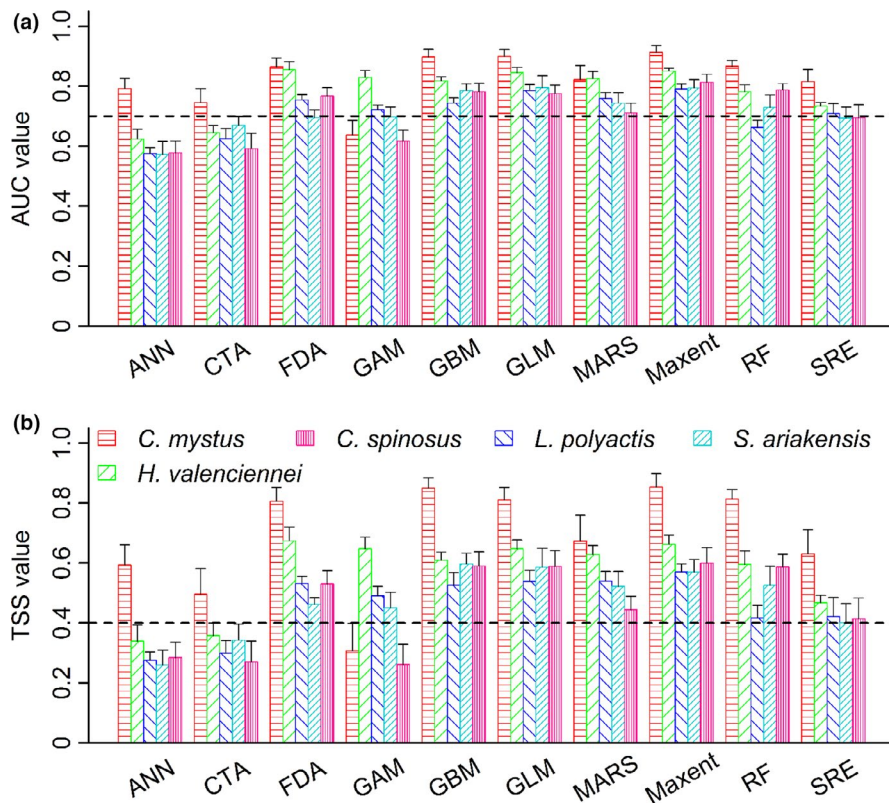 (a)
1.0
0.8
0.6
0.4
0.2
0
AUC value
ANN CTA FDA GAM GBM GLM MARS Maxent RF SRE
(b)
1.0
0.8
0.6
0.4
0.2
0
TSS value
C. mystus C. spinosus L. polyactis S. ariakensis
H. valenciennei
ANN CTA FDA GAM GBM GLM MARS Maxent RF SRE